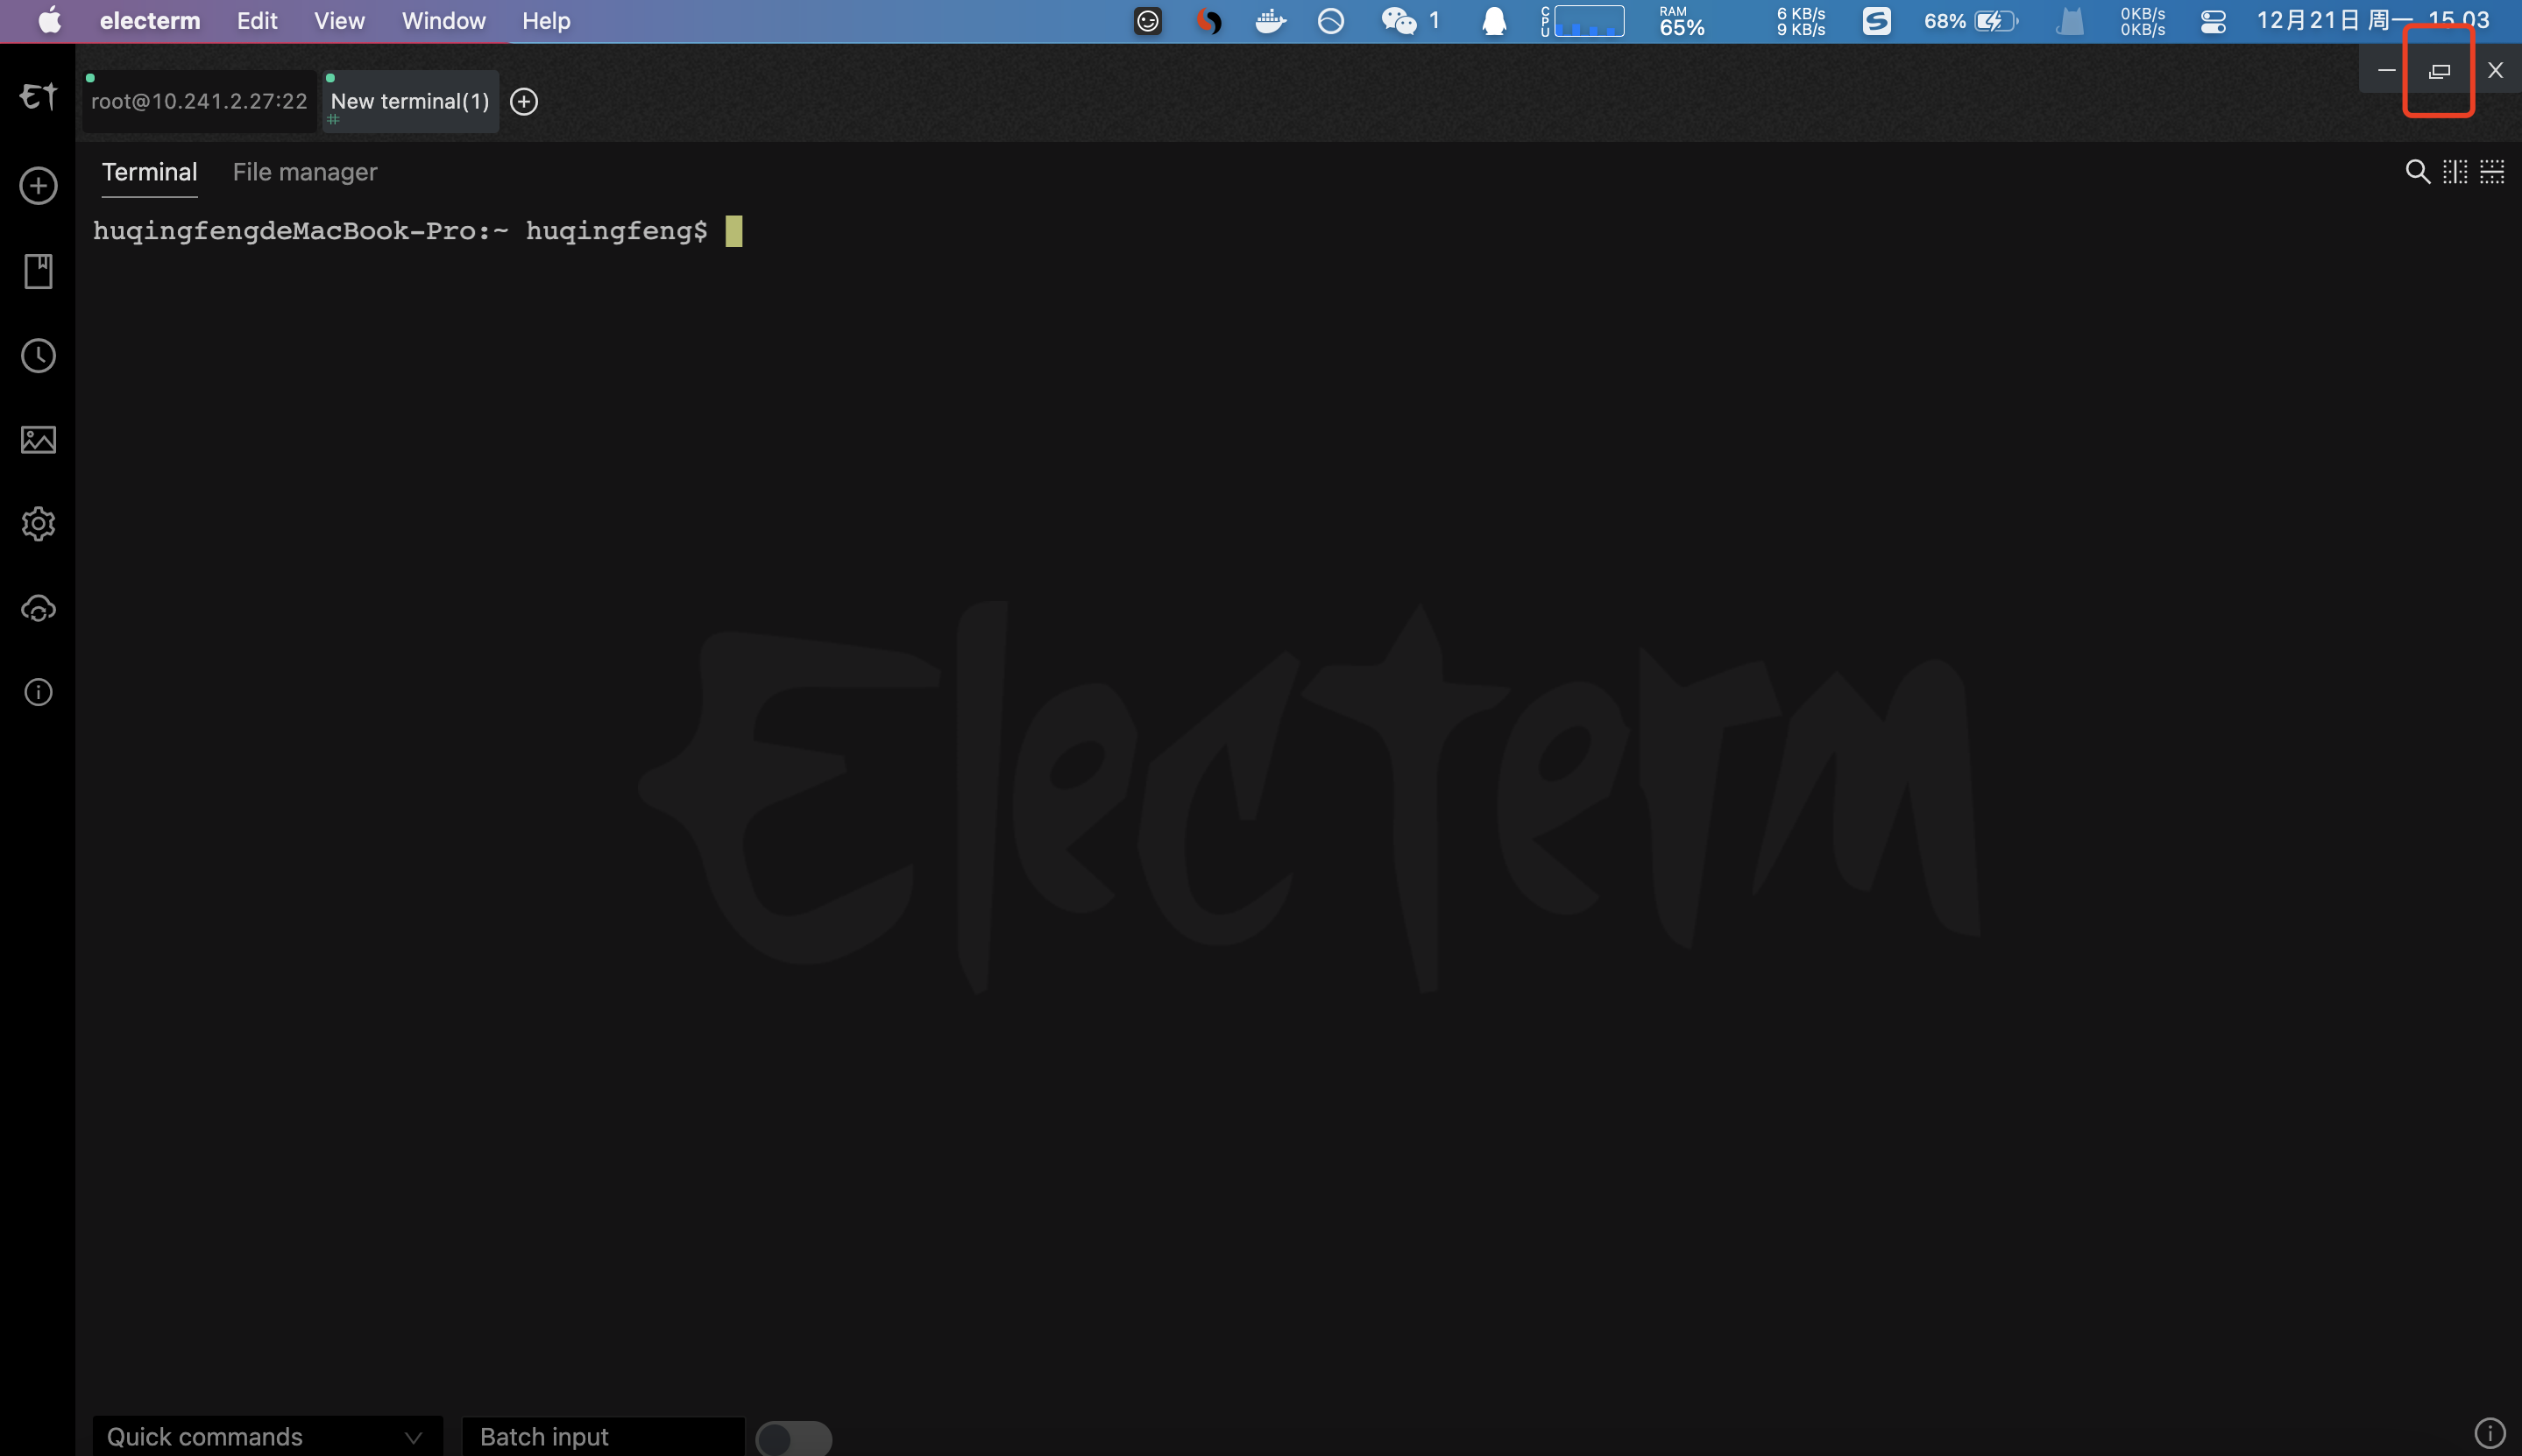 electerm Edit View Window Help 1 CPU RAM 65% 6 KB/s 9 KB/s 68% 0KB/s 0KB/s 12月21日 周一 15:03
ET
root@10.241.2.27:22 New terminal(1)
#
Terminal File manager
huqingfengdeMacBook-Pro:~ huqingfeng$
Electerm
Quick commands Batch input